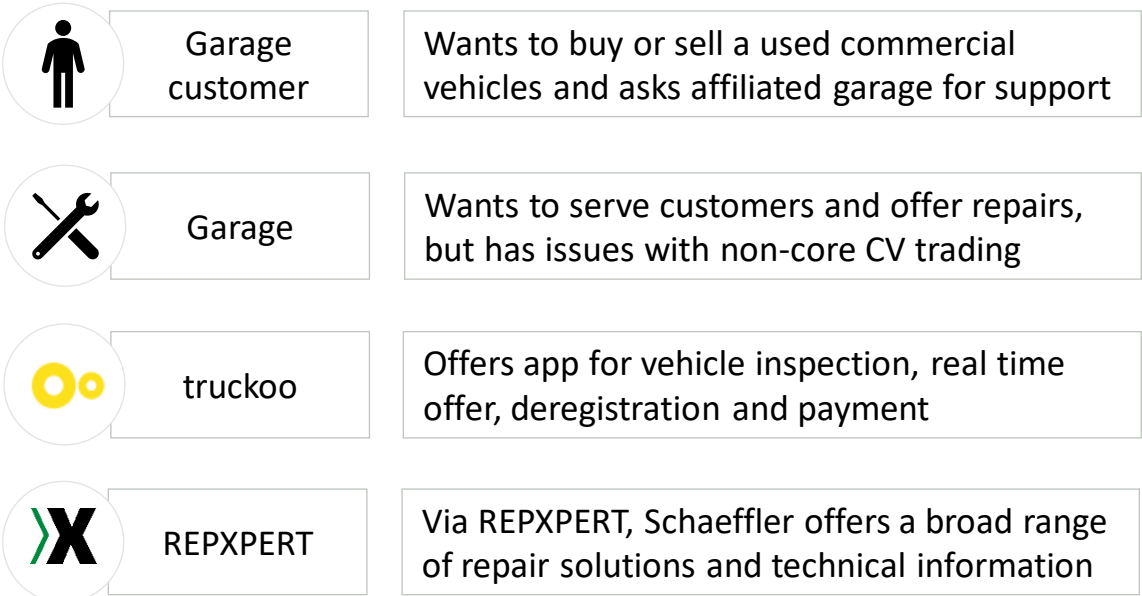 Garage
customer
Wants to buy or sell a used commercial
vehicles and asks affiliated garage for support
Garage
Wants to serve customers and offer repairs,
but has issues with non-core CV trading
truckoo
Offers app for vehicle inspection, real time
offer, deregistration and payment
REPXPERT
Via REPXPERT, Schaeffler offers a broad range
of repair solutions and technical information